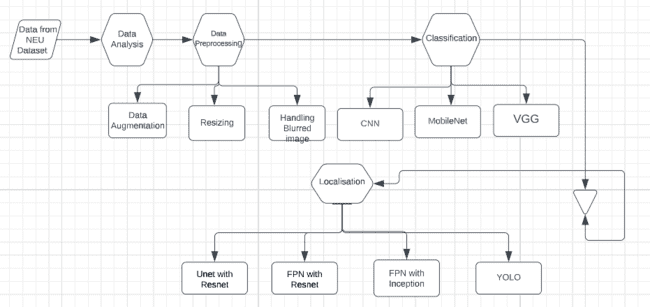 Data from
NEU
Dataset
Data
Analysis
Data
Preprocessing
Classification
Data
Augmentation
Resizing
Handling
Blurred
image
CNN
MobileNet
VGG
Localisation
Unet with
Resnet
FPN with
Resnet
FPN with
Inception
YOLO